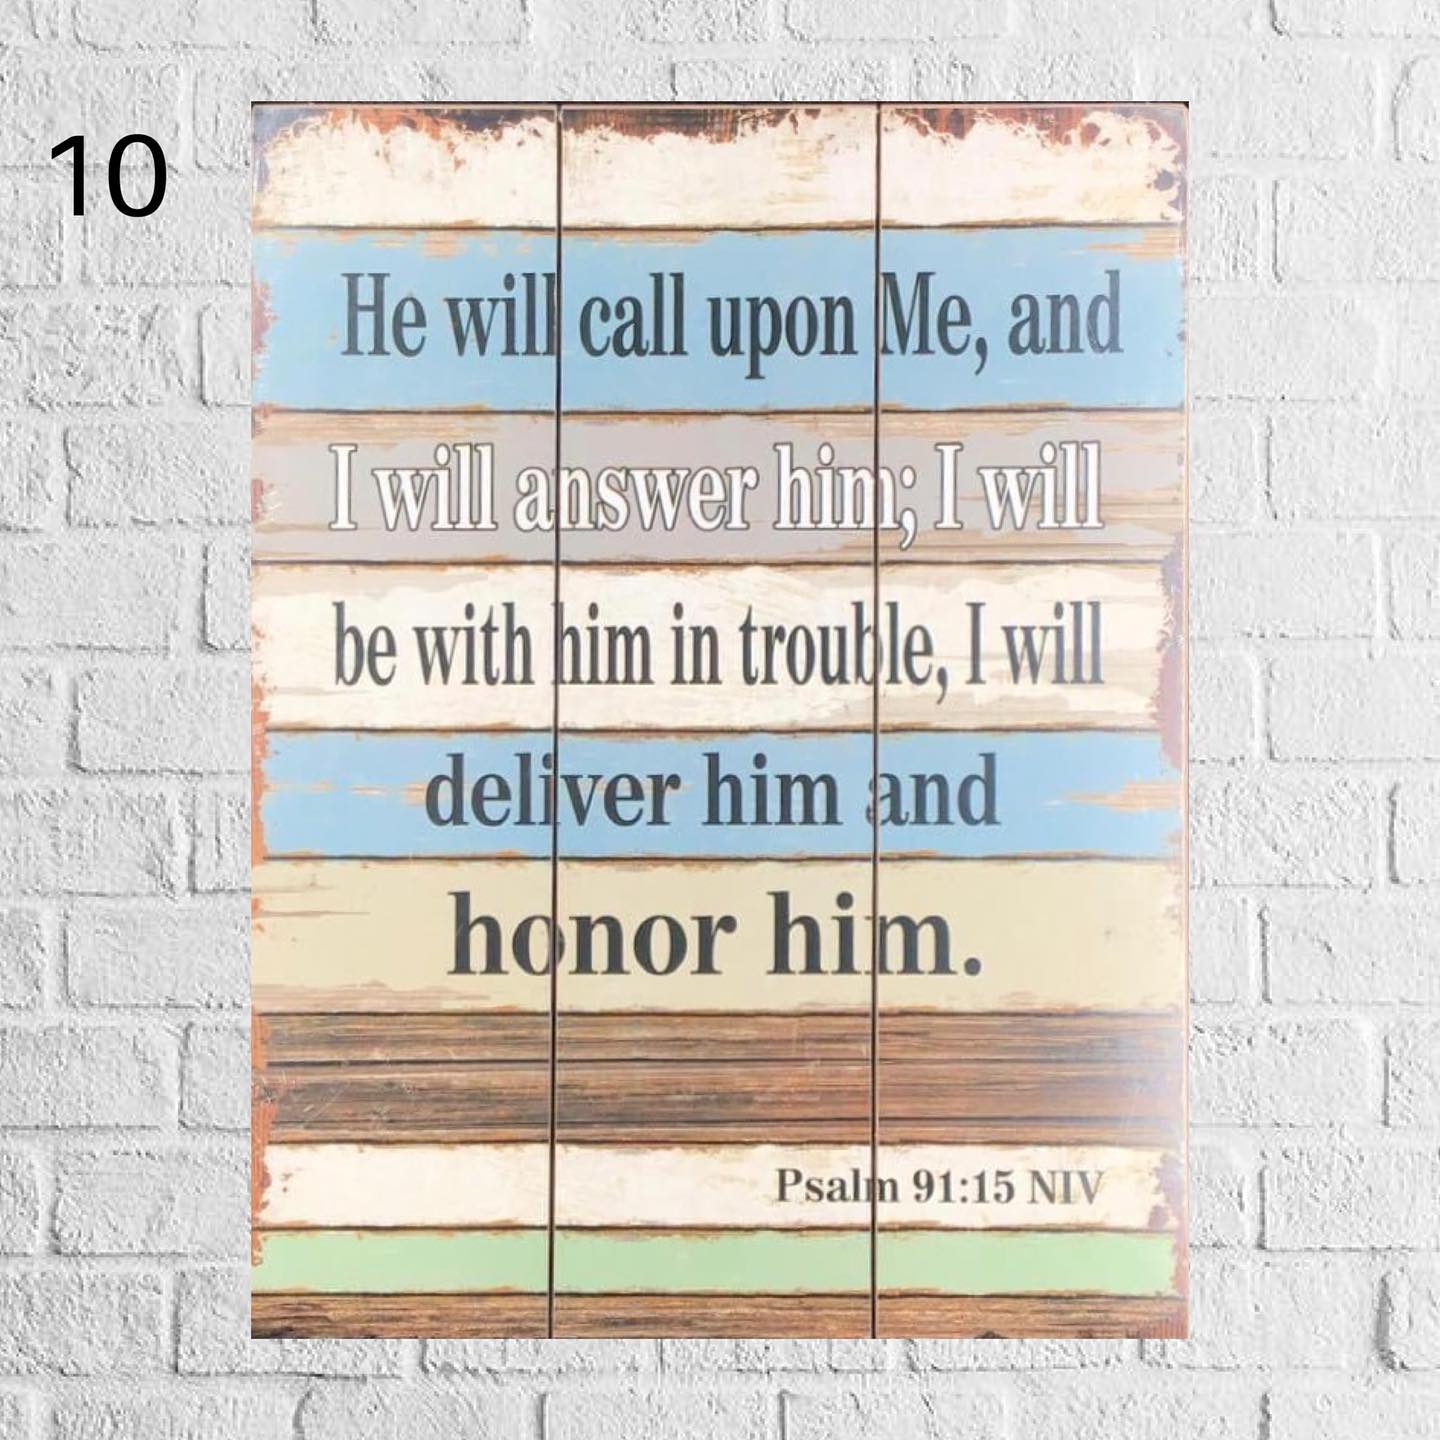 10
He will call upon Me, and
I will answer him; I will
be with him in trouble, I will
deliver him and
honor him.
Psalm 91:15 NIV